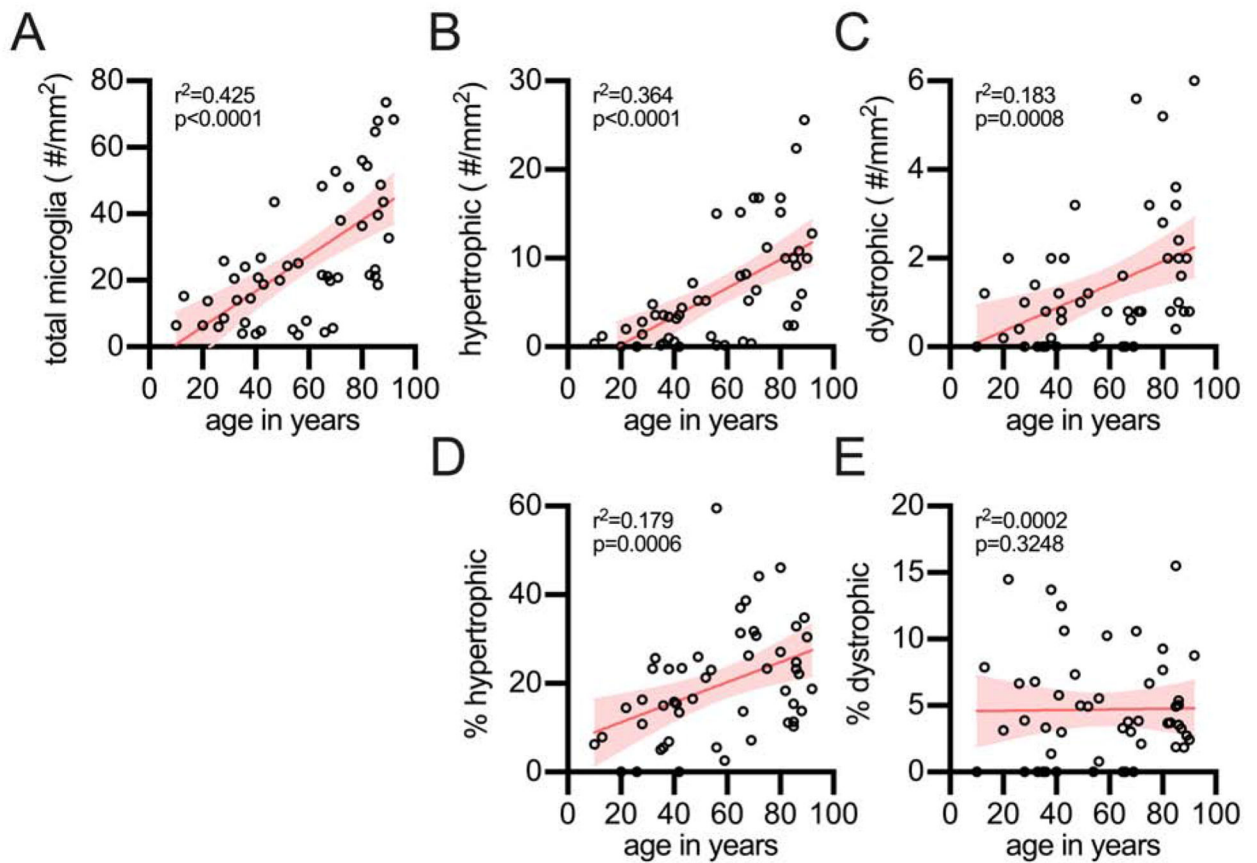 A
total microglia ( #/mm²)
80
60
40
20
0
r²=0.425
p<0.0001
0 20 40 60 80 100
age in years
B
hypertrophic ( #/mm²)
30
20
10
0
r²=0.364
p<0.0001
0 20 40 60 80 100
age in years
C
dystrophic ( #/mm²)
6
4
2
0
r²=0.183
p=0.0008
0 20 40 60 80 100
age in years
D
% hypertrophic
60
40
20
0
r²=0.179
p=0.0006
0 20 40 60 80 100
age in years
E
% dystrophic
20
15
10
5
0
r²=0.0002
p=0.3248
0 20 40 60 80 100
age in years